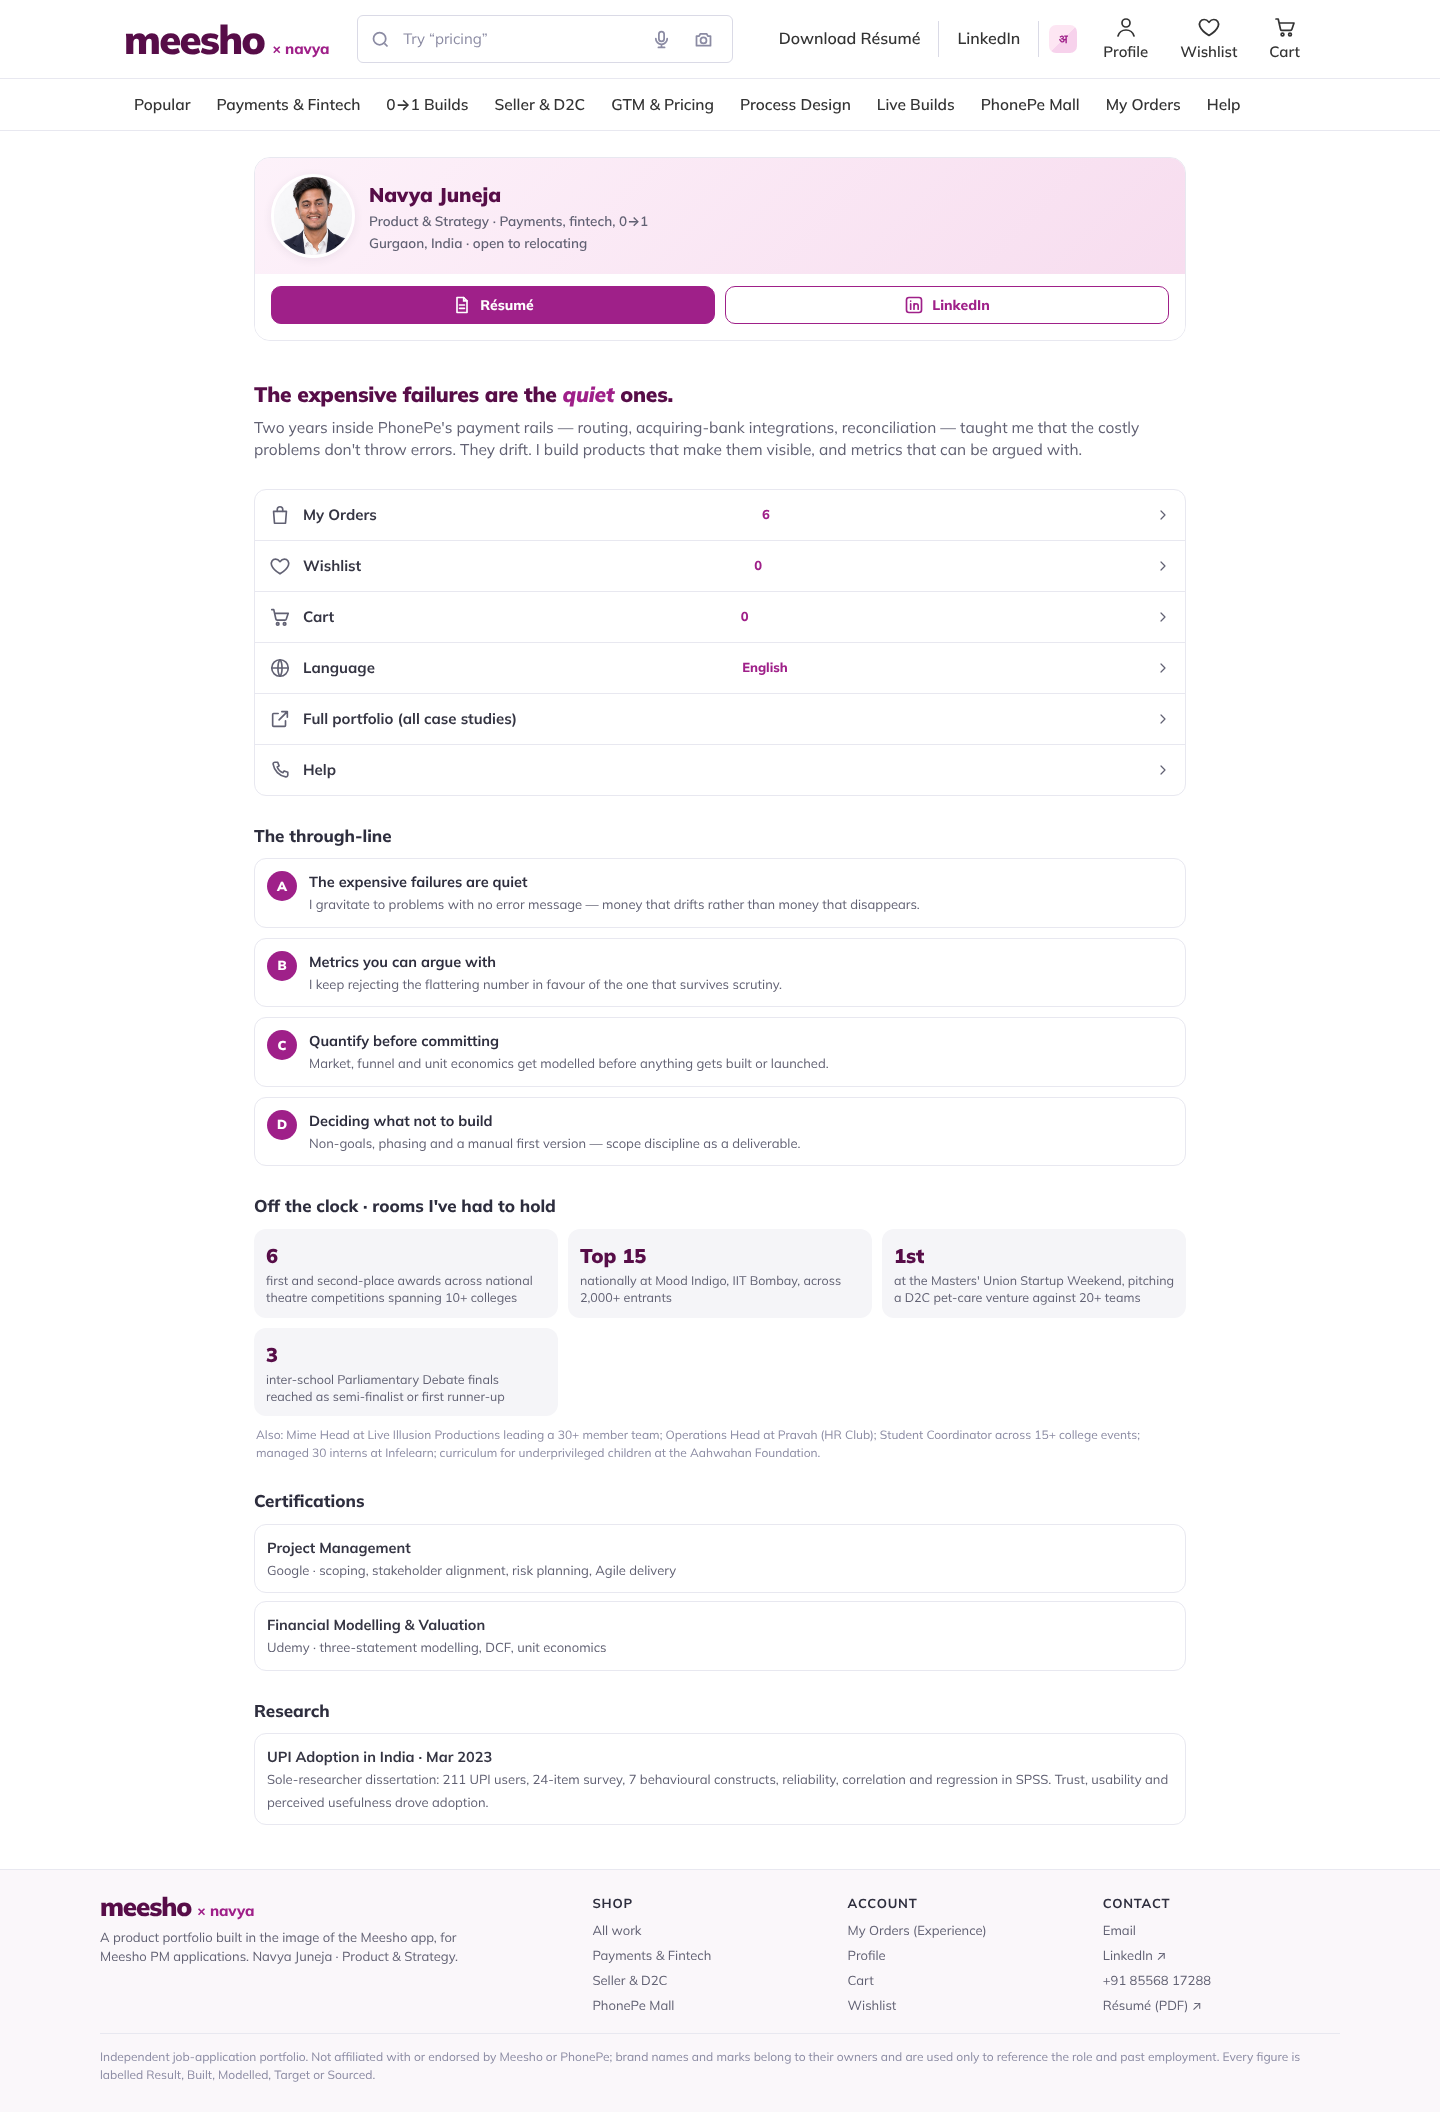 meesho × navya
Try “pricing”
Download Résumé
LinkedIn
अ
Profile
Wishlist
Cart
Popular
Payments & Fintech
0→1 Builds
Seller & D2C
GTM & Pricing
Process Design
Live Builds
PhonePe Mall
My Orders
Help
Navya Juneja
Product & Strategy · Payments, fintech, 0→1
Gurgaon, India · open to relocating
Résumé
LinkedIn
The expensive failures are the quiet ones.
Two years inside PhonePe's payment rails — routing, acquiring-bank integrations, reconciliation — taught me that the costly
problems don't throw errors. They drift. I build products that make them visible, and metrics that can be argued with.
My Orders 6
Wishlist 0
Cart 0
Language English
Full portfolio (all case studies)
Help
The through-line
A
The expensive failures are quiet
I gravitate to problems with no error message — money that drifts rather than money that disappears.
B
Metrics you can argue with
I keep rejecting the flattering number in favour of the one that survives scrutiny.
C
Quantify before committing
Market, funnel and unit economics get modelled before anything gets built or launched.
D
Deciding what not to build
Non-goals, phasing and a manual first version — scope discipline as a deliverable.
Off the clock · rooms I've had to hold
6
first and second-place awards across national
theatre competitions spanning 10+ colleges
Top 15
nationally at Mood Indigo, IIT Bombay, across
2,000+ entrants
1st
at the Masters' Union Startup Weekend, pitching
a D2C pet-care venture against 20+ teams
3
inter-school Parliamentary Debate finals
reached as semi-finalist or first runner-up
Also: Mime Head at Live Illusion Productions leading a 30+ member team; Operations Head at Pravah (HR Club); Student Coordinator across 15+ college events;
managed 30 interns at Infelearn; curriculum for underprivileged children at the Aahwahan Foundation.
Certifications
Project Management
Google · scoping, stakeholder alignment, risk planning, Agile delivery
Financial Modelling & Valuation
Udemy · three-statement modelling, DCF, unit economics
Research
UPI Adoption in India · Mar 2023
Sole-researcher dissertation: 211 UPI users, 24-item survey, 7 behavioural constructs, reliability, correlation and regression in SPSS. Trust, usability and
perceived usefulness drove adoption.
meesho × navya
A product portfolio built in the image of the Meesho app, for
Meesho PM applications. Navya Juneja · Product & Strategy.
SHOP
All work
Payments & Fintech
Seller & D2C
PhonePe Mall
ACCOUNT
My Orders (Experience)
Profile
Cart
Wishlist
CONTACT
Email
LinkedIn ↗
+91 85568 17288
Résumé (PDF) ↗
Independent job-application portfolio. Not affiliated with or endorsed by Meesho or PhonePe; brand names and marks belong to their owners and are used only to reference the role and past employment. Every figure is
labelled Result, Built, Modelled, Target or Sourced.